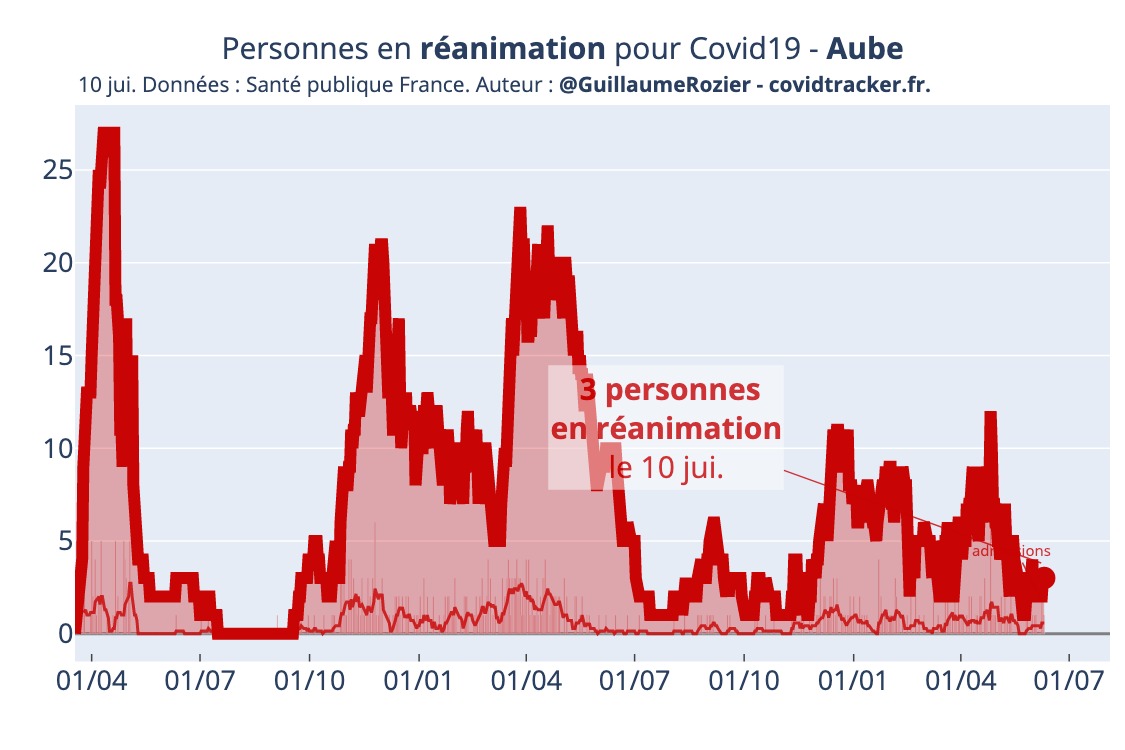 Personnes en réanimation pour Covid19 - Aube
10 jui. Données : Santé publique France. Auteur : @GuillaumeRozier - covidtracker.fr.
25
20
15
10
5
0
3 personnes
en réanimation
le 10 jui.
admissions
01/04 01/07 01/10 01/01 01/04 01/07 01/10 01/01 01/04 01/07